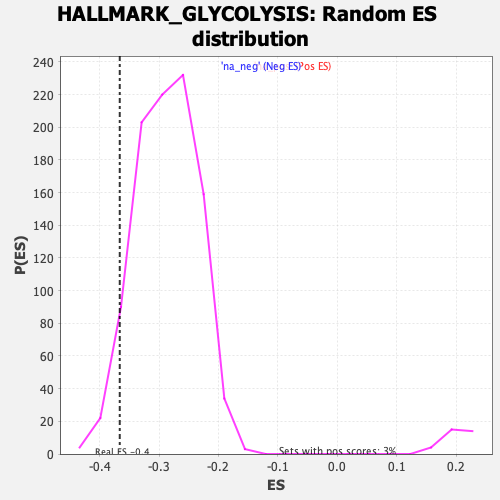 HALLMARK_GLYCOLYSIS: Random ES
distribution
'na_neg' (Neg ES)
Pos ES)
240
220
200
180
160
140
120
100
80
60
40
20
0
P(ES)
Real ES -0.4
Sets with pos scores: 3%
-0.4 -0.3 -0.2 -0.1 0.0 0.1 0.2
ES